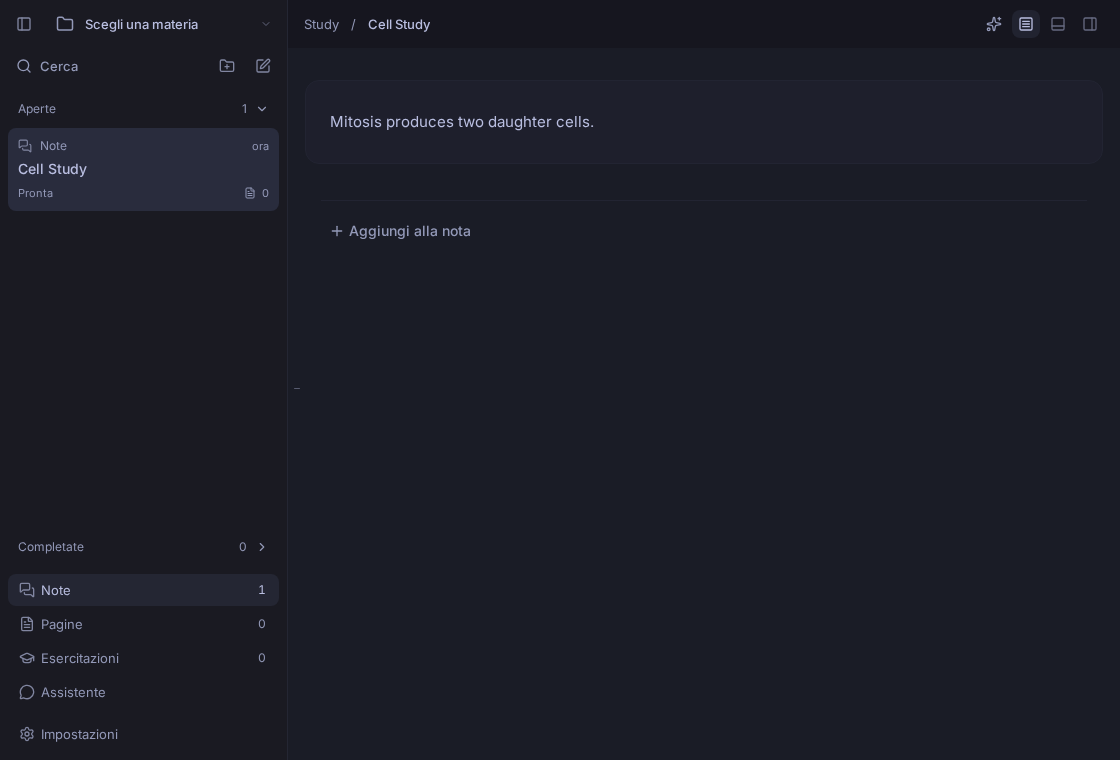 Scegli una materia
Cerca
Aperte 1
Note ora
Cell Study
Pronta 0
Completate 0
Note 1
Pagine 0
Esercitazioni 0
Assistente
Impostazioni
Study / Cell Study
Mitosis produces two daughter cells.
Aggiungi alla nota